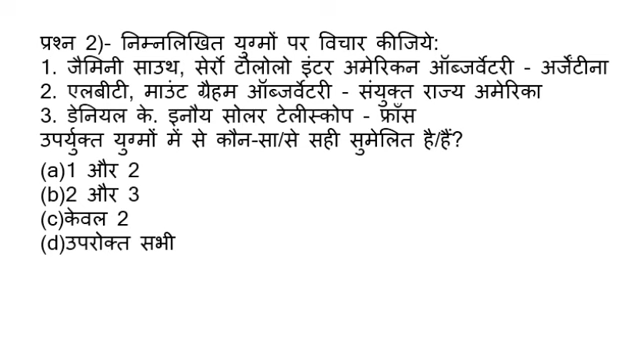 प्रश्न 2)- निम्नलिखित युग्मों पर विचार कीजिये:
1. जैमिनी साउथ, सेरो टोलोलो इंटर अमेरिकन ऑब्जर्वेटरी - अर्जेंटीना
2. एलबीटी, माउंट ग्रैहम ऑब्जर्वेटरी - संयुक्त राज्य अमेरिका
3. डेनियल के. इनौय सोलर टेलीस्कोप - फ्रॉंस
उपर्युक्त युग्मों में से कौन-सा/से सही सुमेलित है/हैं?
(a)1 और 2
(b)2 और 3
(c)केवल 2
(d)उपरोक्त सभी